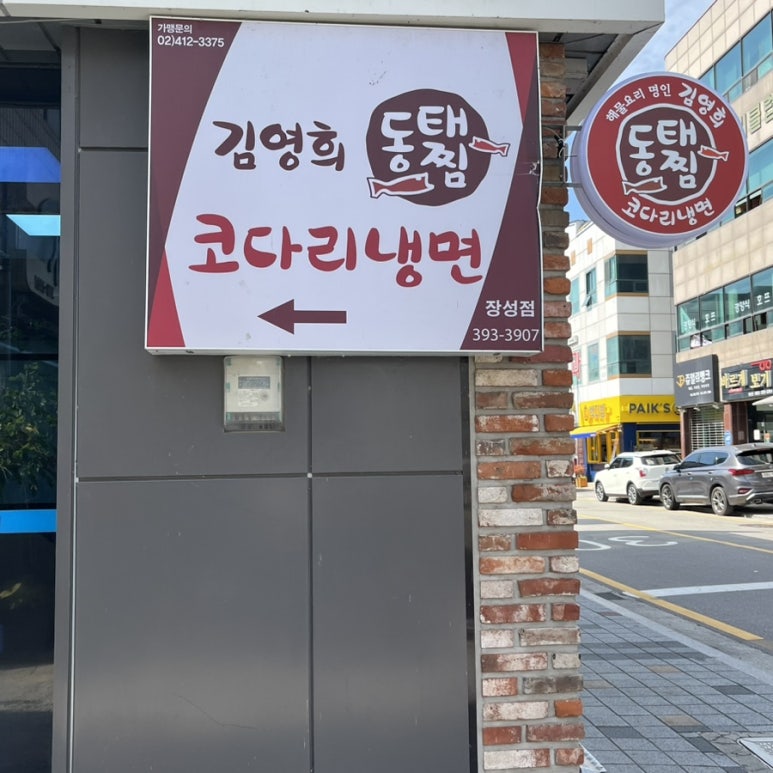 가맹문의
02)412-3375
김영희 동태찜
코다리냉면
장성점
393-3907
해물요리 명인 김영희
동태찜
코다리냉면
PAIK'S